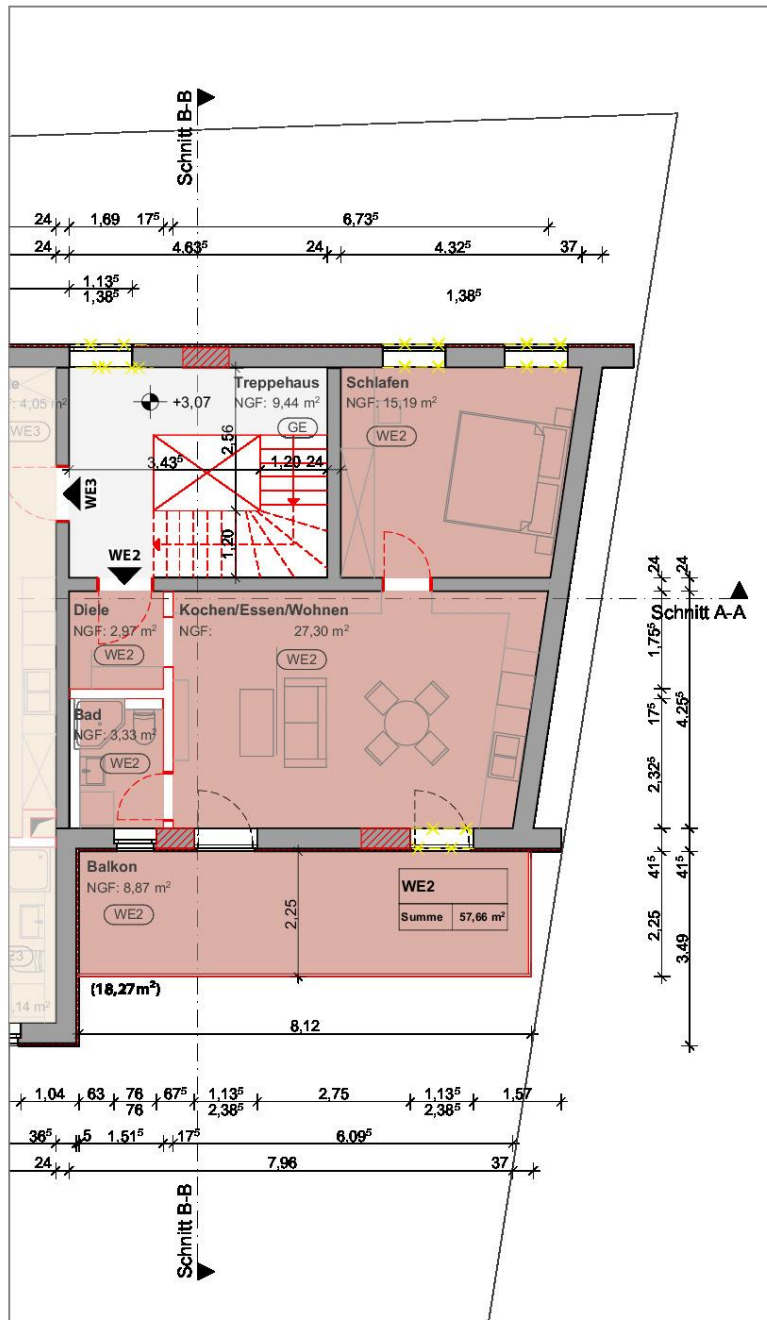 Schnitt B-B
24 1,69 17⁵ 6,73⁵
24 4,63⁵ 24 4,32⁵ 37
1,13⁵
1,38⁵ 1,38⁵
Treppehaus
NGF: 9,44 m²
GE
+3,07
Schlafen
NGF: 15,19 m²
WE2
e
4,05 m²
WE3
2,56
3,43⁵ 1,20 24
WE3
1,20
WE2
24 24
Schnitt A-A
Diele
NGF: 2,97 m²
WE2
Kochen/Essen/Wohnen
NGF: 27,30 m²
WE2
1,75⁵
17⁵
4,25⁵
2,32⁵
Bad
NGF: 3,33 m²
WE2
Balkon
NGF: 8,87 m²
WE2
2,25
WE2
Summe 57,66 m²
41⁵ 41⁵
2,25
3,49
,14 m²
(18,27m²)
8,12
1,04 63 76 67⁵ 1,13⁵ 2,75 1,13⁵ 1,57
76 2,38⁵ 2,38⁵
36⁵ 5 1,51⁵ 17⁵ 6,09⁵
24 7,96 37
Schnitt B-B